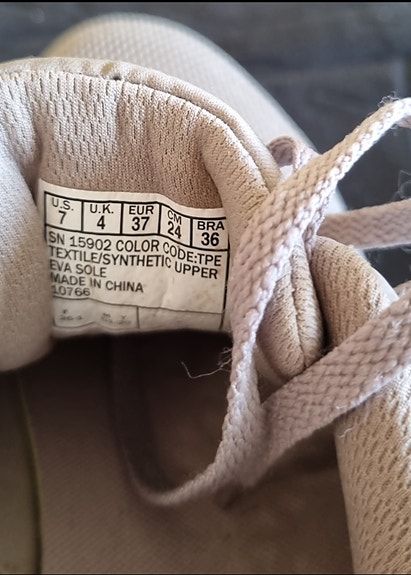 U.S. U.K. EUR CM BRA
7 4 37 24 36
SN 15902 COLOR CODE:TPE
TEXTILE/SYNTHETIC UPPER
EVA SOLE
MADE IN CHINA
10766